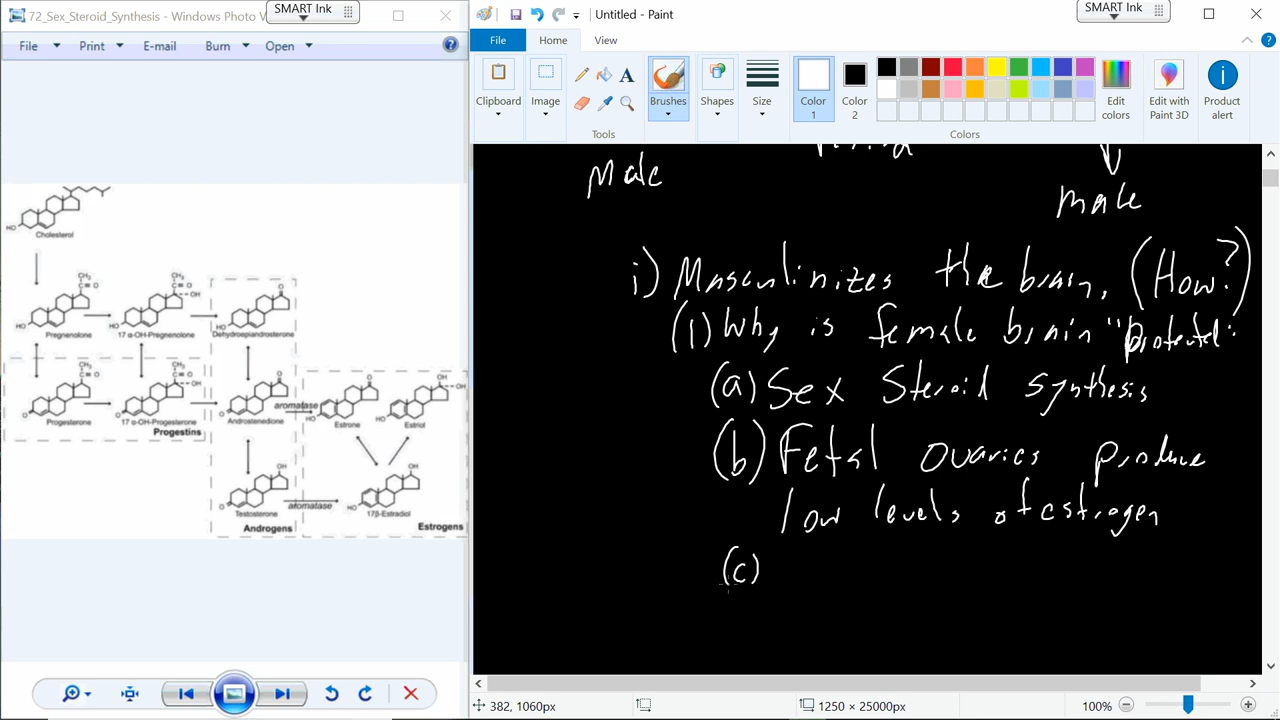 72_Sex_Steroid_Synthesis - Windows Photo V
SMART Ink
File Print E-mail Burn Open
Cholesterol
HO
CH3
C=O
OH
Pregnenolone
17 α-OH-Pregnenolone
Dehydroepiandrosterone
Progesterone
17 α-OH-Progesterone
Progestins
Androstenedione
aromatase
Estrone
Estriol
Testosterone
aromatase
17β-Estradiol
Androgens
Estrogens
Untitled - Paint
SMART Ink
File Home View
Clipboard
Image
Tools
Brushes
Shapes
Size
Color 1
Color 2
Edit colors
Colors
Edit with Paint 3D
Product alert
Male
male
i) Masculinizes the brain, (How?)
(1) Why is female brain "protected"
(a) Sex Steroid synthesis
(b) Fetal ovaries produce
low levels of estrogen
(c)
382, 1060px
1250 × 25000px
100%